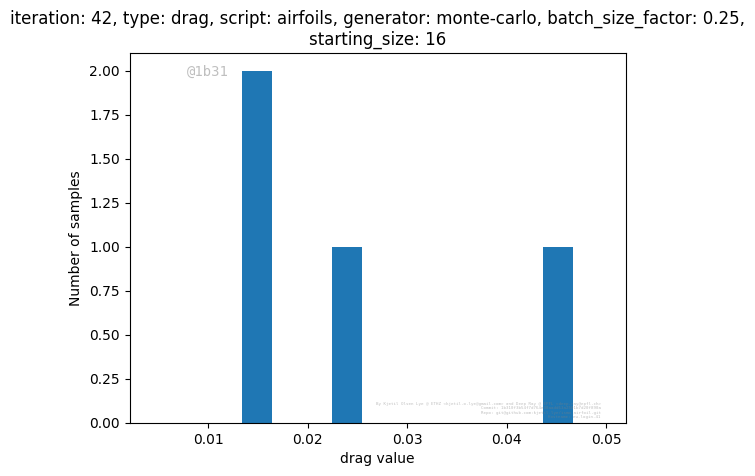 iteration: 42, type: drag, script: airfoils, generator: monte-carlo, batch_size_factor: 0.25,
starting_size: 16
@1b31
2.00
1.75
1.50
1.25
1.00
0.75
0.50
0.25
0.00
Number of samples
0.01
0.02
0.03
0.04
0.05
drag value